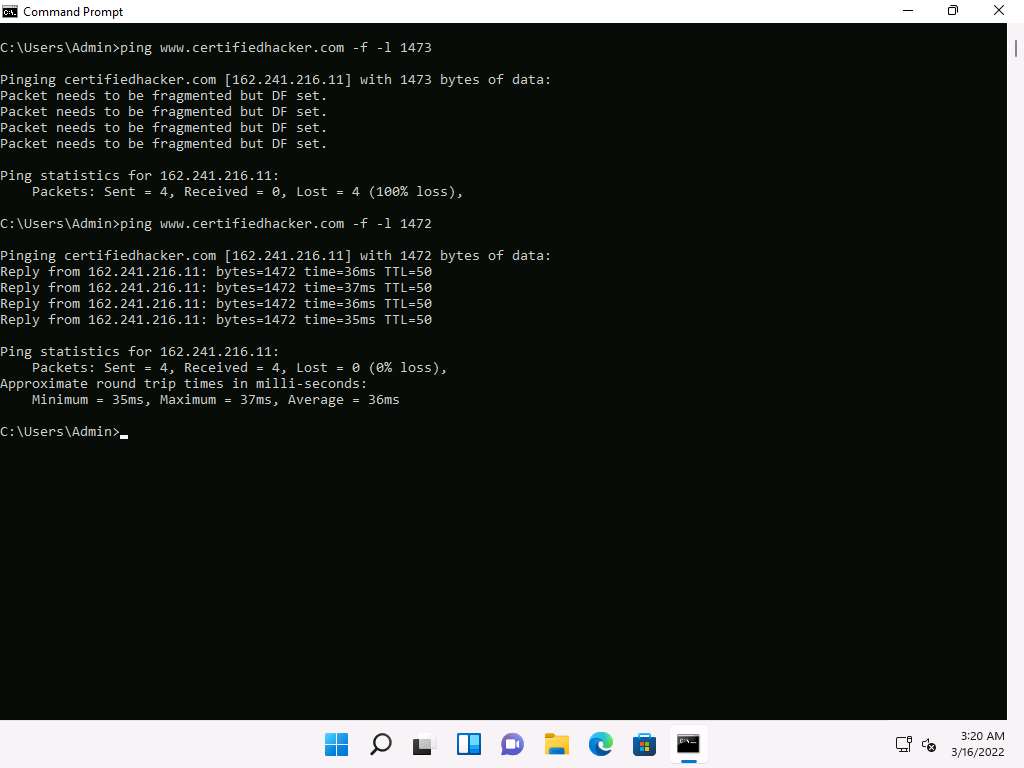 Command Prompt
C:\Users\Admin>ping www.certifiedhacker.com -f -l 1473
Pinging certifiedhacker.com [162.241.216.11] with 1473 bytes of data:
Packet needs to be fragmented but DF set.
Packet needs to be fragmented but DF set.
Packet needs to be fragmented but DF set.
Packet needs to be fragmented but DF set.
Ping statistics for 162.241.216.11:
    Packets: Sent = 4, Received = 0, Lost = 4 (100% loss),
C:\Users\Admin>ping www.certifiedhacker.com -f -l 1472
Pinging certifiedhacker.com [162.241.216.11] with 1472 bytes of data:
Reply from 162.241.216.11: bytes=1472 time=36ms TTL=50
Reply from 162.241.216.11: bytes=1472 time=37ms TTL=50
Reply from 162.241.216.11: bytes=1472 time=36ms TTL=50
Reply from 162.241.216.11: bytes=1472 time=35ms TTL=50
Ping statistics for 162.241.216.11:
    Packets: Sent = 4, Received = 4, Lost = 0 (0% loss),
Approximate round trip times in milli-seconds:
    Minimum = 35ms, Maximum = 37ms, Average = 36ms
C:\Users\Admin>
3:20 AM
3/16/2022